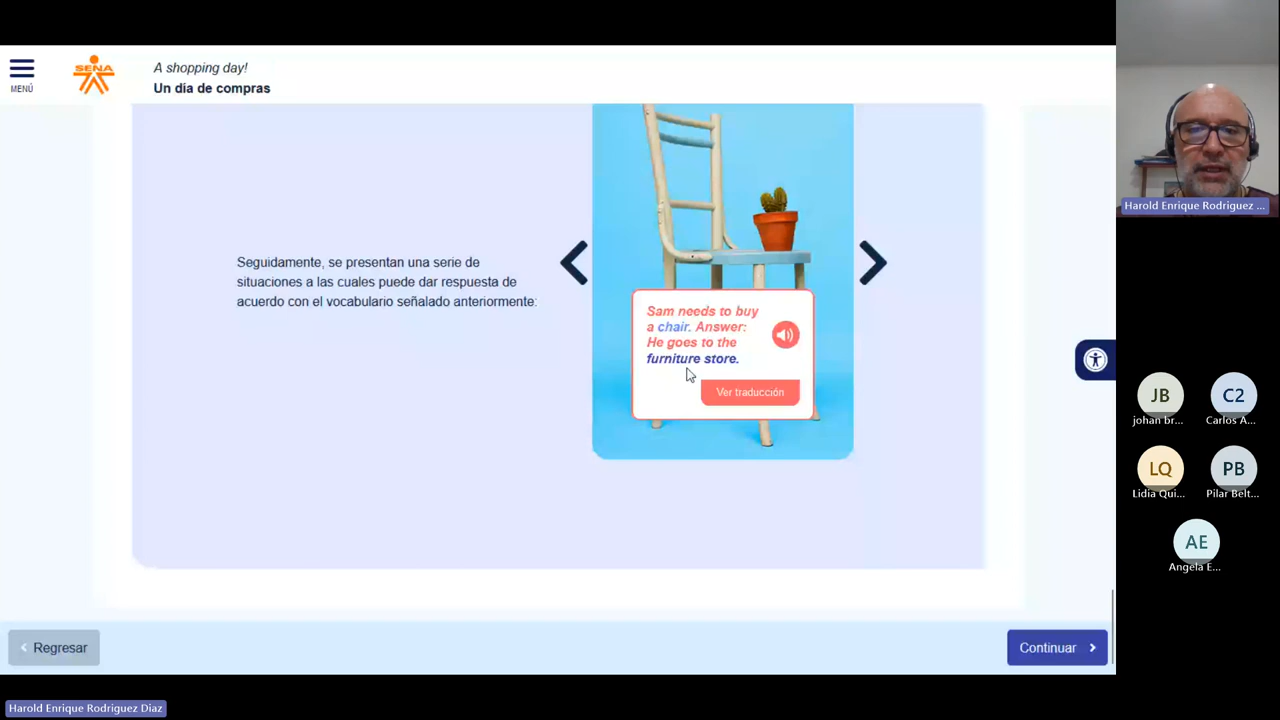 MENÚ
SENA
A shopping day!
Un día de compras
Seguidamente, se presentan una serie de
situaciones a las cuales puede dar respuesta de
acuerdo con el vocabulario señalado anteriormente:
Sam needs to buy
a chair. Answer:
He goes to the
furniture store.
Ver traducción
Regresar
Continuar
Harold Enrique Rodriguez ...
JB
johan br...
C2
Carlos A...
LQ
Lidia Qui...
PB
Pilar Belt...
AE
Angela E...
Harold Enrique Rodriguez Diaz